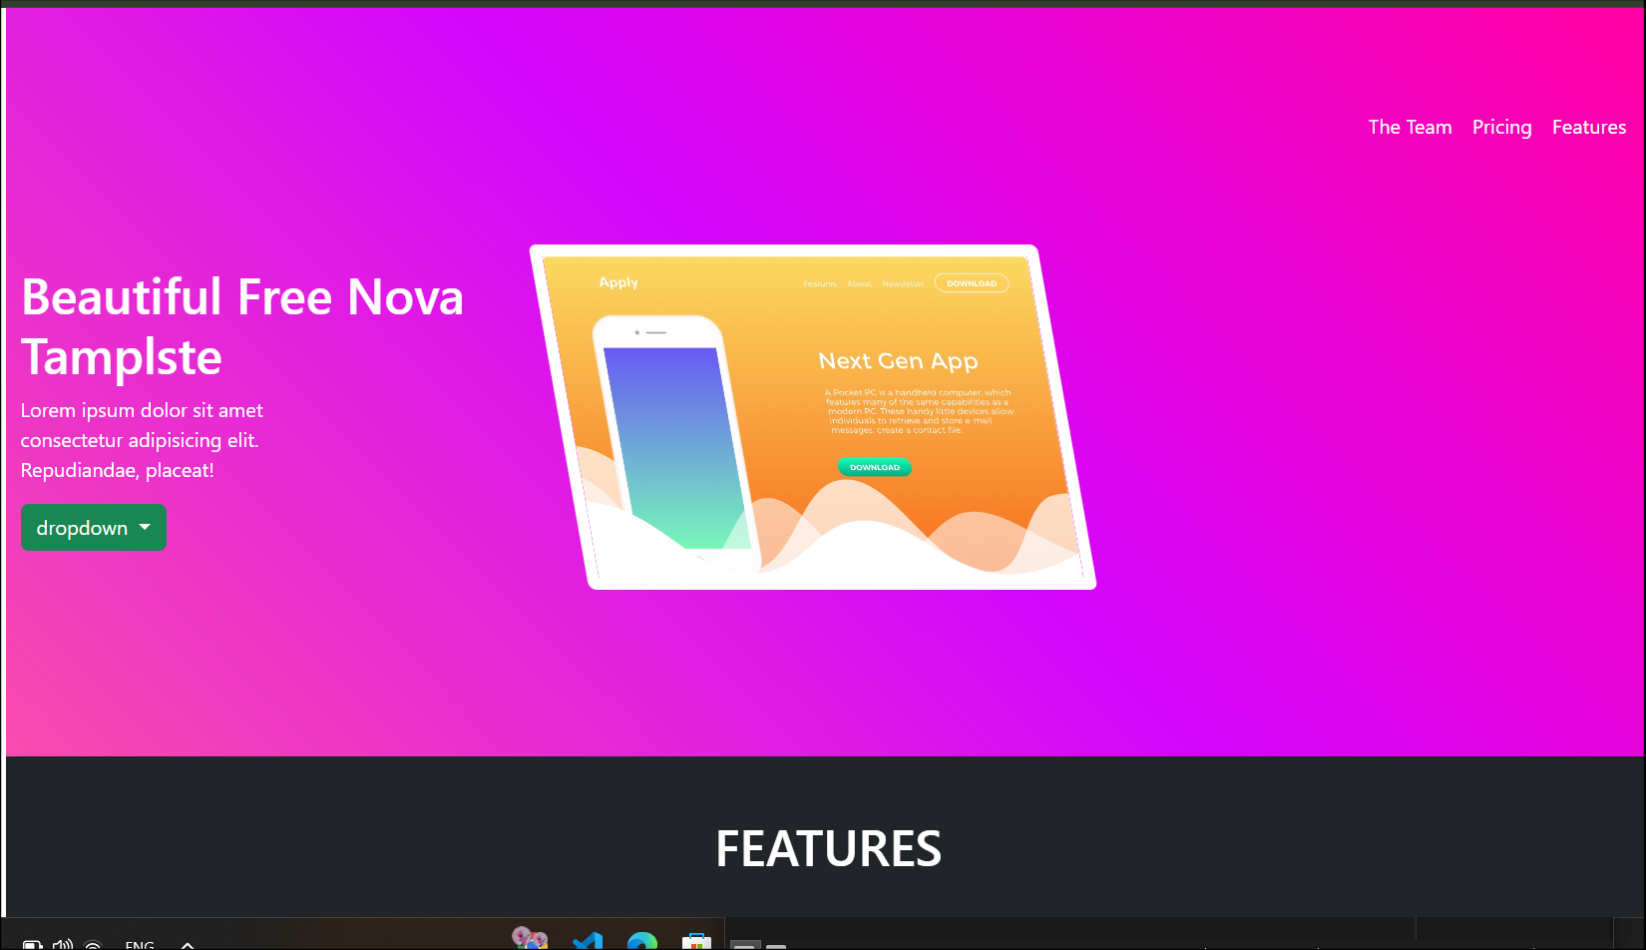 The Team Pricing Features
Beautiful Free Nova
Tamplste
Lorem ipsum dolor sit amet
consectetur adipisicing elit.
Repudiandae, placeat!
dropdown
Apply
Features About Newsletter DOWNLOAD
Next Gen App
A Pocket PC is a handheld computer, which
features many of the same capabilities as a
modern PC. These handy little devices allow
individuals to retrieve and store e-mail
messages, create a contact file.
DOWNLOAD
FEATURES
ENG